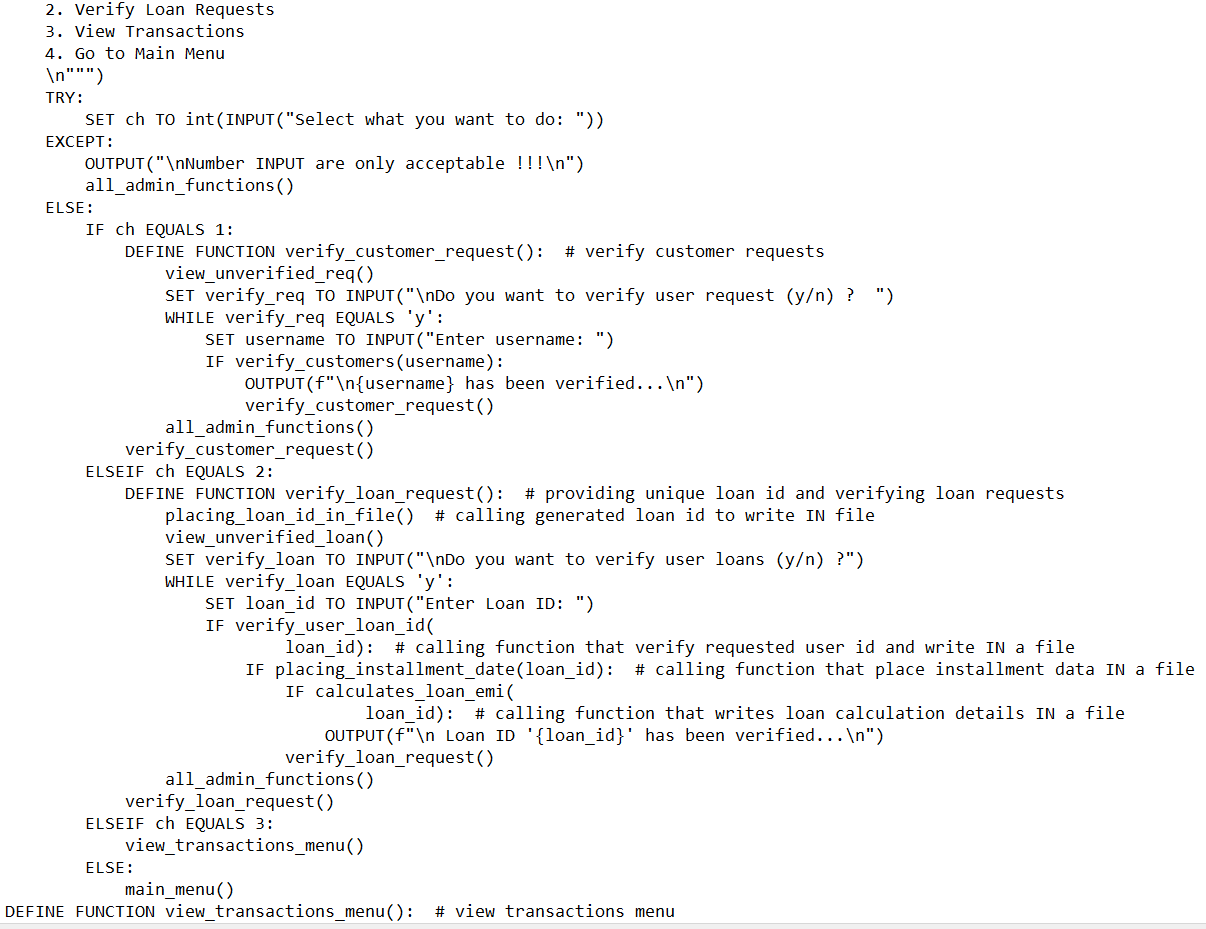 2. Verify Loan Requests
    3. View Transactions
    4. Go to Main Menu
    \n""")
    TRY:
        SET ch TO int(INPUT("Select what you want to do: "))
    EXCEPT:
        OUTPUT("\nNumber INPUT are only acceptable !!!\n")
        all_admin_functions()
    ELSE:
        IF ch EQUALS 1:
            DEFINE FUNCTION verify_customer_request():  # verify customer requests
                view_unverified_req()
                SET verify_req TO INPUT("\nDo you want to verify user request (y/n) ?  ")
                WHILE verify_req EQUALS 'y':
                    SET username TO INPUT("Enter username: ")
                    IF verify_customers(username):
                        OUTPUT(f"\n{username} has been verified...\n")
                        verify_customer_request()
                all_admin_functions()
            verify_customer_request()
        ELSEIF ch EQUALS 2:
            DEFINE FUNCTION verify_loan_request():  # providing unique loan id and verifying loan requests
                placing_loan_id_in_file()  # calling generated loan id to write IN file
                view_unverified_loan()
                SET verify_loan TO INPUT("\nDo you want to verify user loans (y/n) ?")
                WHILE verify_loan EQUALS 'y':
                    SET loan_id TO INPUT("Enter Loan ID: ")
                    IF verify_user_loan_id(
                            loan_id):  # calling function that verify requested user id and write IN a file
                        IF placing_installment_date(loan_id):  # calling function that place installment data IN a file
                            IF calculates_loan_emi(
                                    loan_id):  # calling function that writes loan calculation details IN a file
                                OUTPUT(f"\n Loan ID '{loan_id}' has been verified...\n")
                            verify_loan_request()
                all_admin_functions()
            verify_loan_request()
        ELSEIF ch EQUALS 3:
            view_transactions_menu()
        ELSE:
            main_menu()
DEFINE FUNCTION view_transactions_menu():  # view transactions menu